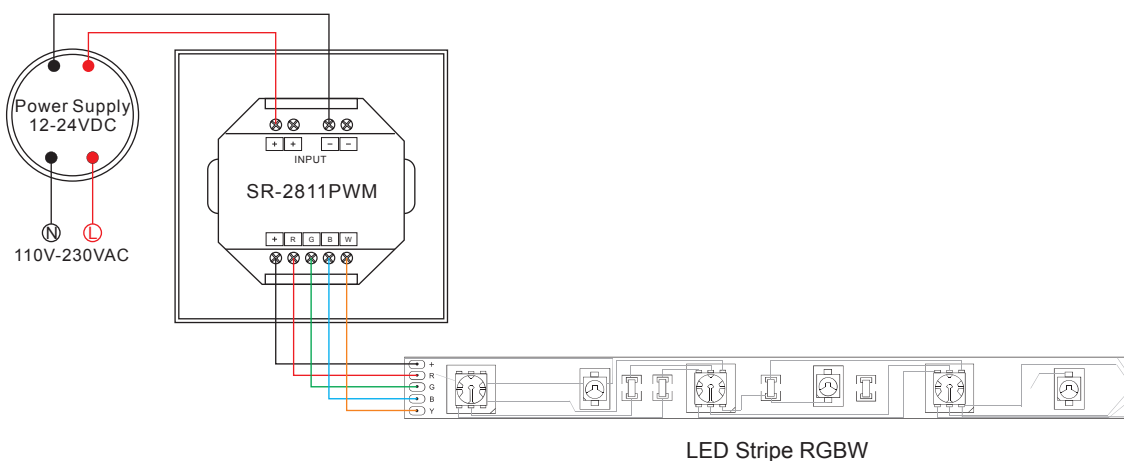 Power Supply
12-24VDC
N L
110V-230VAC
+ + − −
INPUT
SR-2811PWM
+ R G B W
+
R
G
B
Y
LED Stripe RGBW